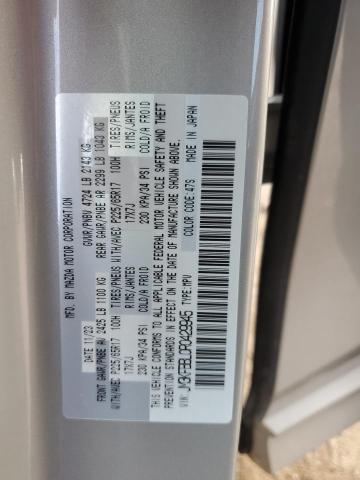 MFD. BY MAZDA MOTOR CORPORATION
GVWR/PNBV 4724 LB 2143 KG
DATE 11/23
FRONT GAWR/PNBE AV 2425 LB 1100 KG REAR GAWR/PNBE AR 2299 LB 1043 KG
WITH/AVEC P225/65R17 100H TIRES/PNEUS WITH/AVEC P225/65R17 100H TIRES/PNEUS
17X7J RIMS/JANTES 17X7J RIMS/JANTES
230 KPA/34 PSI COLD/A FROID 230 KPA/34 PSI COLD/A FROID
THIS VEHICLE CONFORMS TO ALL APPLICABLE FEDERAL MOTOR VEHICLE SAFETY AND THEFT
PREVENTION STANDARDS IN EFFECT ON THE DATE OF MANUFACTURE SHOWN ABOVE.
TYPE:MPV COLOR CODE:47S MADE IN JAPAN